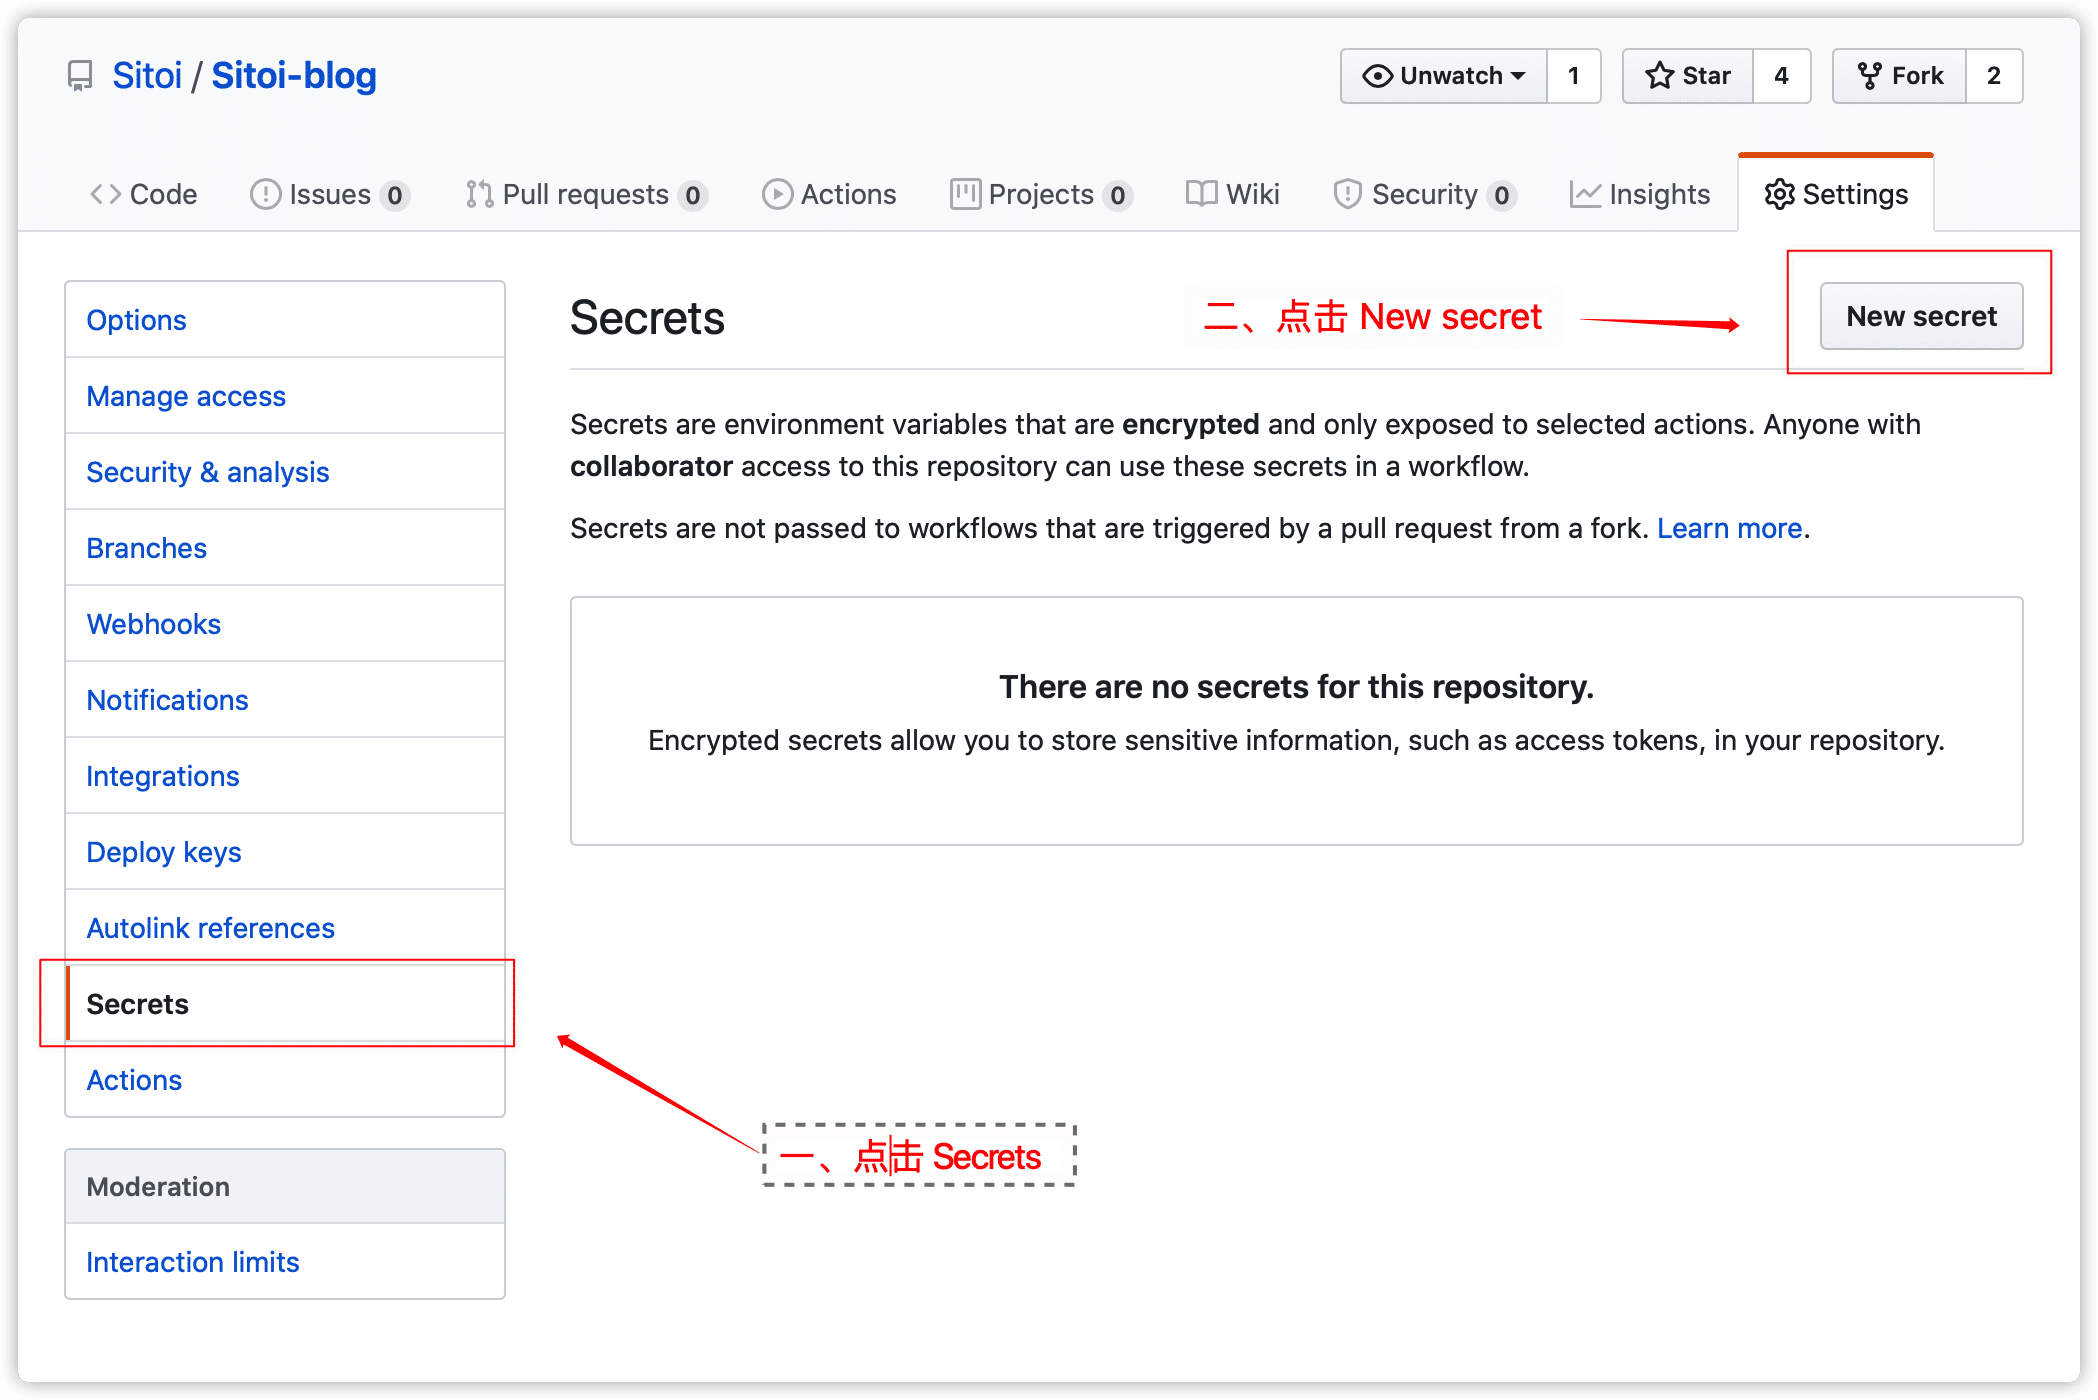 Sitoi / Sitoi-blog
Unwatch 1
Star 4
Fork 2
Code
Issues 0
Pull requests 0
Actions
Projects 0
Wiki
Security 0
Insights
Settings
Options
Manage access
Security & analysis
Branches
Webhooks
Notifications
Integrations
Deploy keys
Autolink references
Secrets
Actions
Moderation
Interaction limits
Secrets
二、点击 New secret
New secret
Secrets are environment variables that are encrypted and only exposed to selected actions. Anyone with
collaborator access to this repository can use these secrets in a workflow.
Secrets are not passed to workflows that are triggered by a pull request from a fork. Learn more.
There are no secrets for this repository.
Encrypted secrets allow you to store sensitive information, such as access tokens, in your repository.
一、点击 Secrets